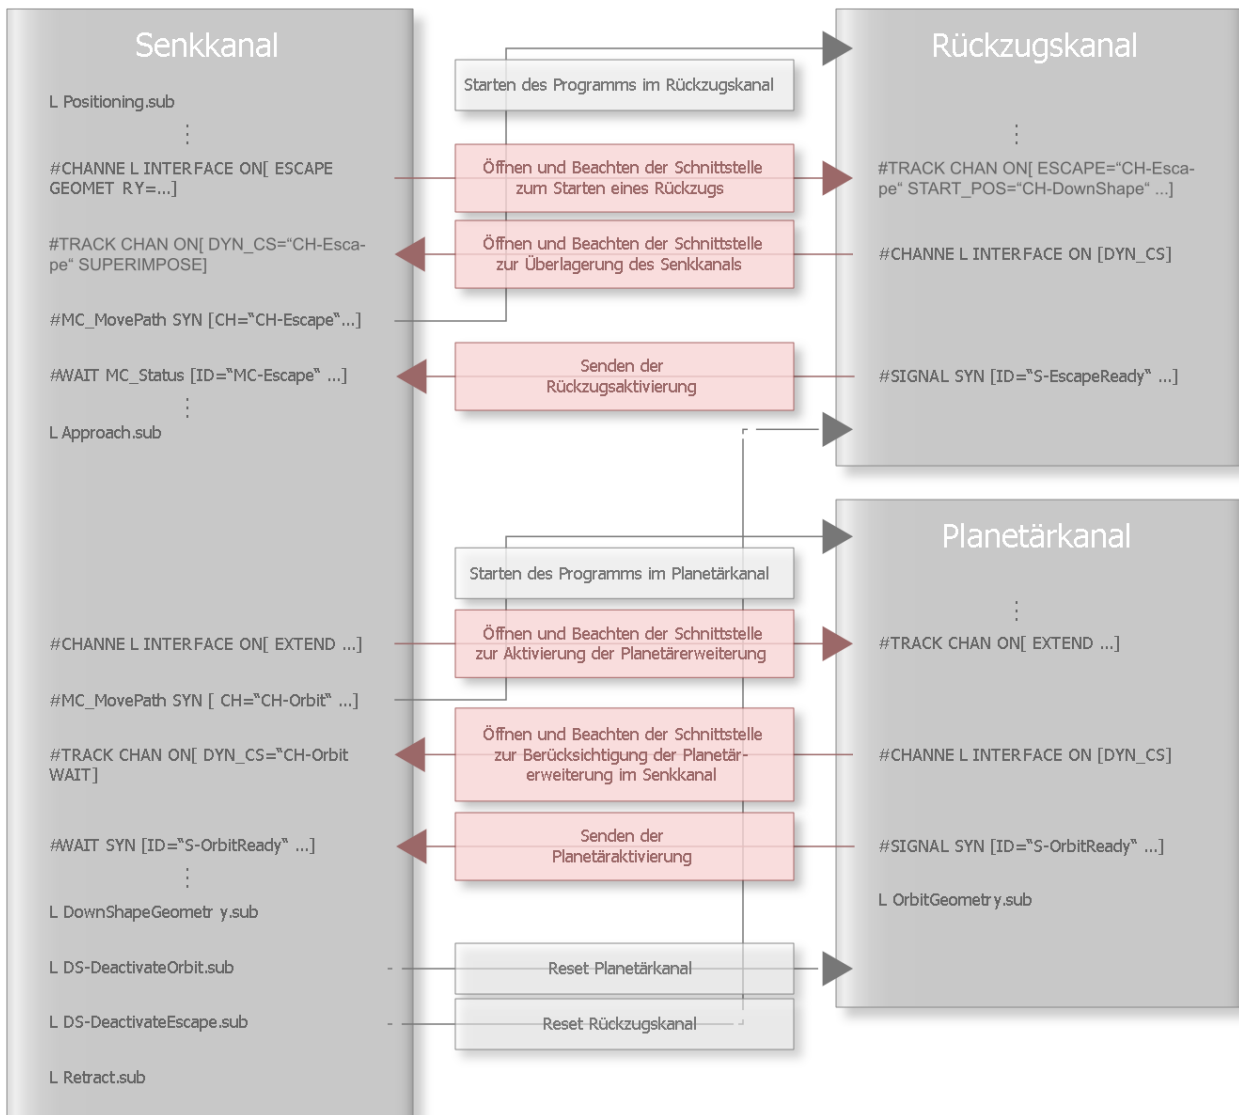 Senkkanal
L Positioning.sub
#CHANNE L INTERFACE ON[ ESCAPE
GEOMET RY=...]
#TRACK CHAN ON[ DYN_CS=“CH-Esca-
pe“ SUPERIMPOSE]
#MC_MovePath SYN [CH=“CH-Escape“...]
#WAIT MC_Status [ID=“MC-Escape“ ...]
L Approach.sub
#CHANNE L INTERFACE ON[ EXTEND ...]
#MC_MovePath SYN [ CH=“CH-Orbit“ ...]
#TRACK CHAN ON[ DYN_CS=“CH-Orbit
WAIT]
#WAIT SYN [ID=“S-OrbitReady“ ...]
L DownShapeGeometr y.sub
L DS-DeactivateOrbit.sub
L DS-DeactivateEscape.sub
L Retract.sub
Starten des Programms im Rückzugskanal
Öffnen und Beachten der Schnittstelle
zum Starten eines Rückzugs
Öffnen und Beachten der Schnittstelle
zur Überlagerung des Senkkanals
Senden der
Rückzugsaktivierung
Starten des Programms im Planetärkanal
Öffnen und Beachten der Schnittstelle
zur Aktivierung der Planetärerweiterung
Öffnen und Beachten der Schnittstelle
zur Berücksichtigung der Planetär-
erweiterung im Senkkanal
Senden der
Planetäraktivierung
Reset Planetärkanal
Reset Rückzugskanal
Rückzugskanal
#TRACK CHAN ON[ ESCAPE=“CH-Esca-
pe“ START_POS=“CH-DownShape“ ...]
#CHANNE L INTERFACE ON [DYN_CS]
#SIGNAL SYN [ID=“S-EscapeReady“ ...]
Planetärkanal
#TRACK CHAN ON[ EXTEND ...]
#CHANNE L INTERFACE ON [DYN_CS]
#SIGNAL SYN [ID=“S-OrbitReady“ ...]
L OrbitGeometry.sub